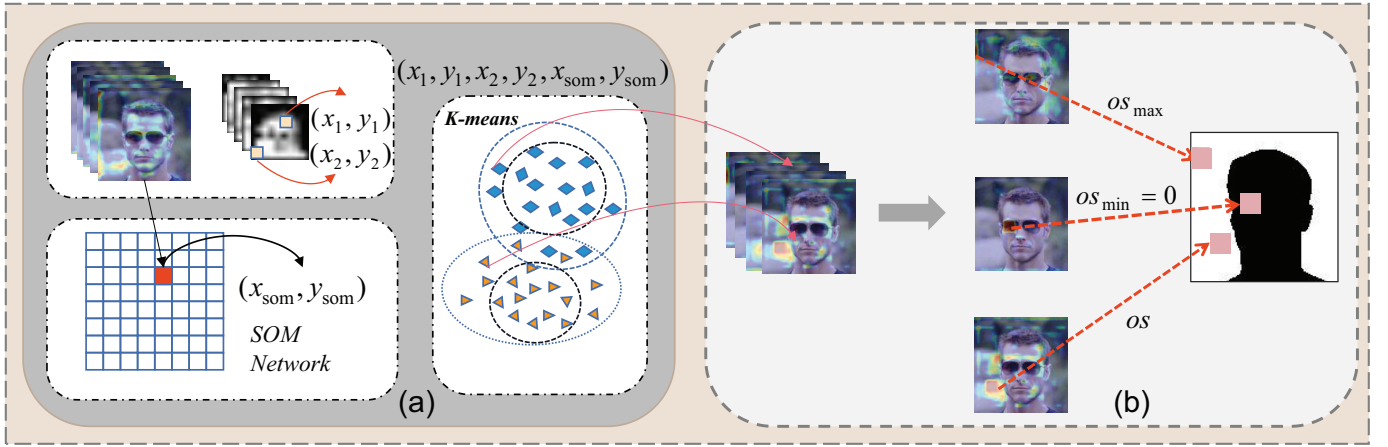 (x₁, y₁)
(x₂, y₂)
(x₁, y₁, x₂, y₂, x_som, y_som)
K-means
(x_som, y_som)
SOM
Network
(a)
os_max
os_min = 0
os
(b)